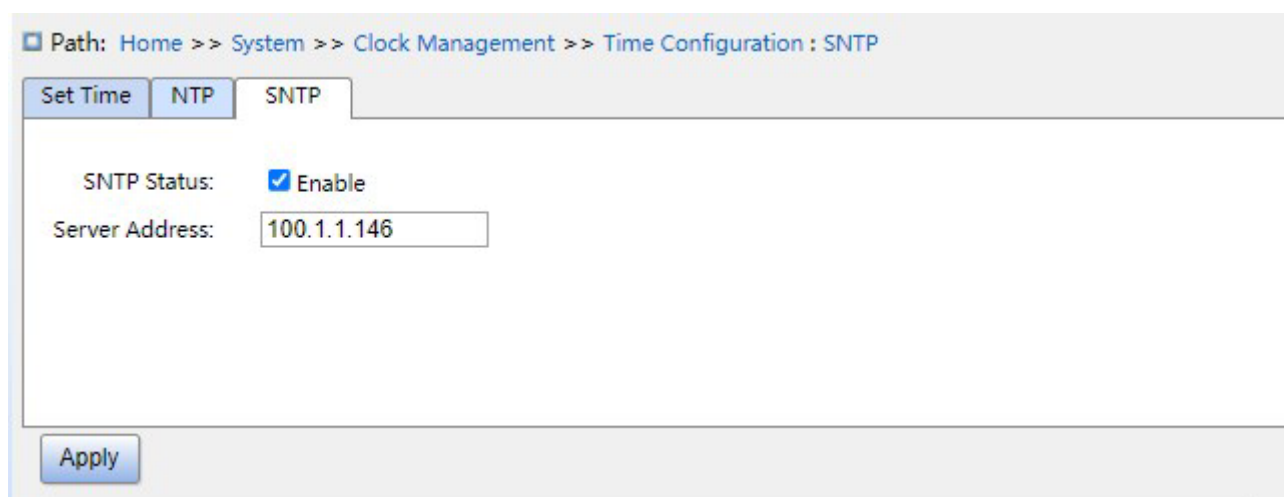 Path: Home >> System >> Clock Management >> Time Configuration : SNTP
Set Time NTP SNTP
SNTP Status: Enable
Server Address: 100.1.1.146
Apply